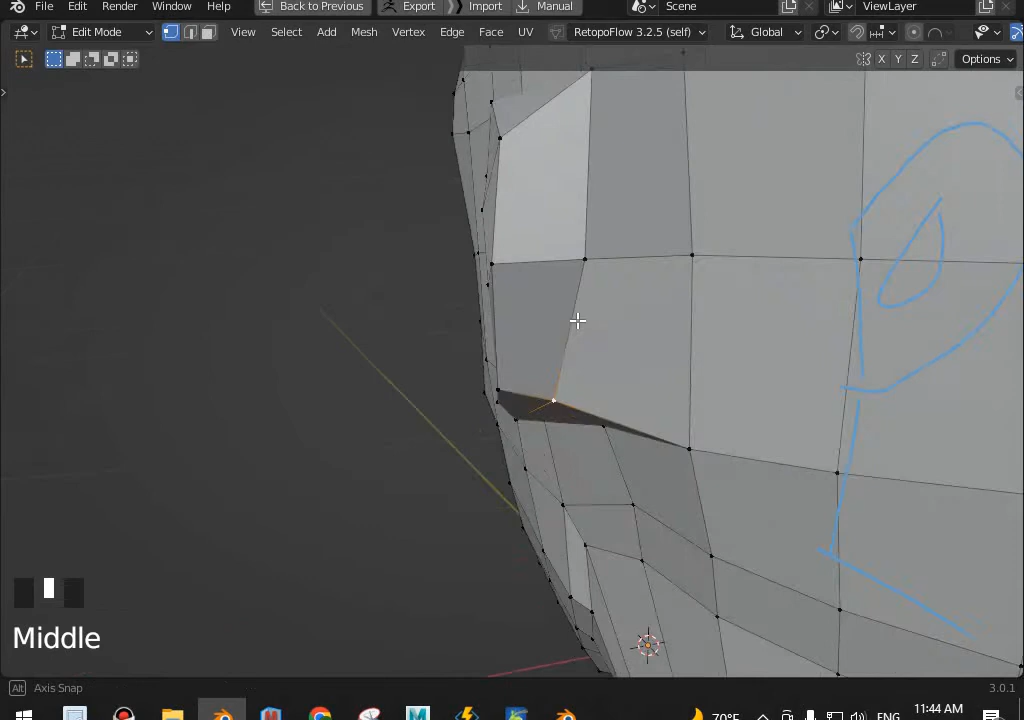 File Edit Render Window Help Back to Previous Export Import Manual Scene ViewLayer
Edit Mode View Select Add Mesh Vertex Edge Face UV RetopoFlow 3.2.5 (self) Global
X Y Z Options
Middle
Alt Axis Snap 3.0.1
70°F ENG 11:44 AM